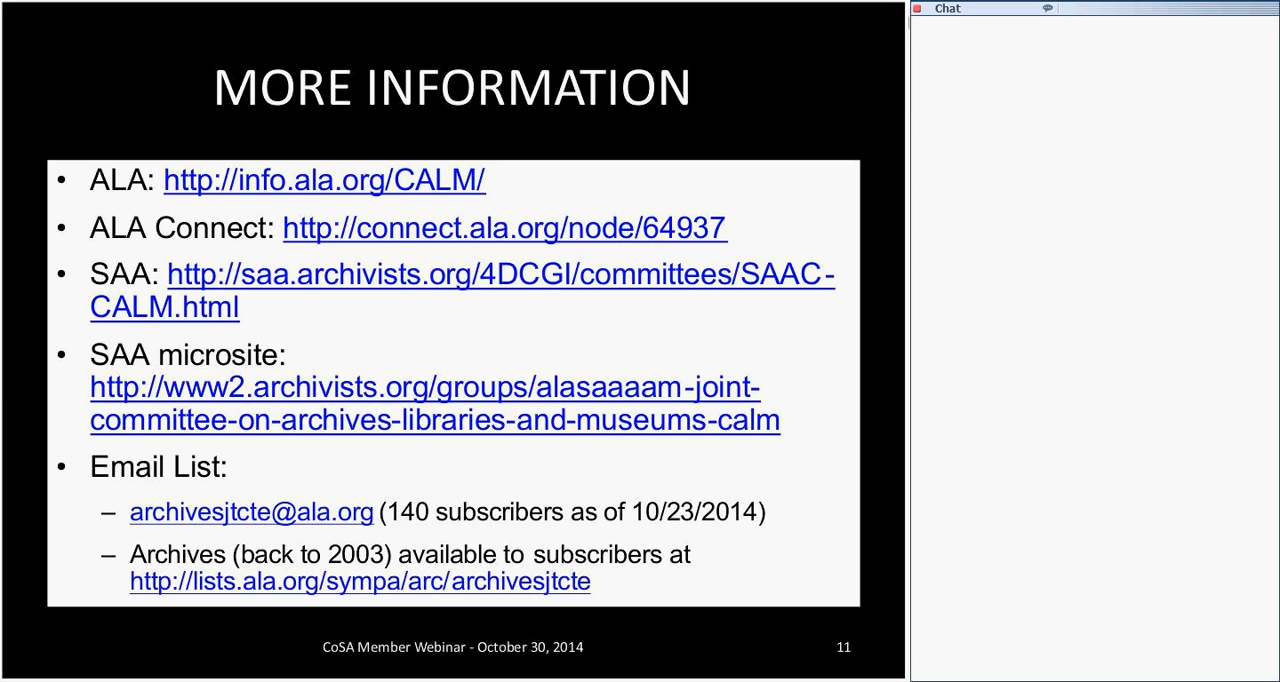 MORE INFORMATION
• ALA: http://info.ala.org/CALM/
• ALA Connect: http://connect.ala.org/node/64937
• SAA: http://saa.archivists.org/4DCGI/committees/SAAC-
CALM.html
• SAA microsite:
http://www2.archivists.org/groups/alasaaaam-joint-
committee-on-archives-libraries-and-museums-calm
• Email List:
– archivesjtcte@ala.org (140 subscribers as of 10/23/2014)
– Archives (back to 2003) available to subscribers at
http://lists.ala.org/sympa/arc/archivesjtcte
CoSA Member Webinar - October 30, 2014
11
Chat